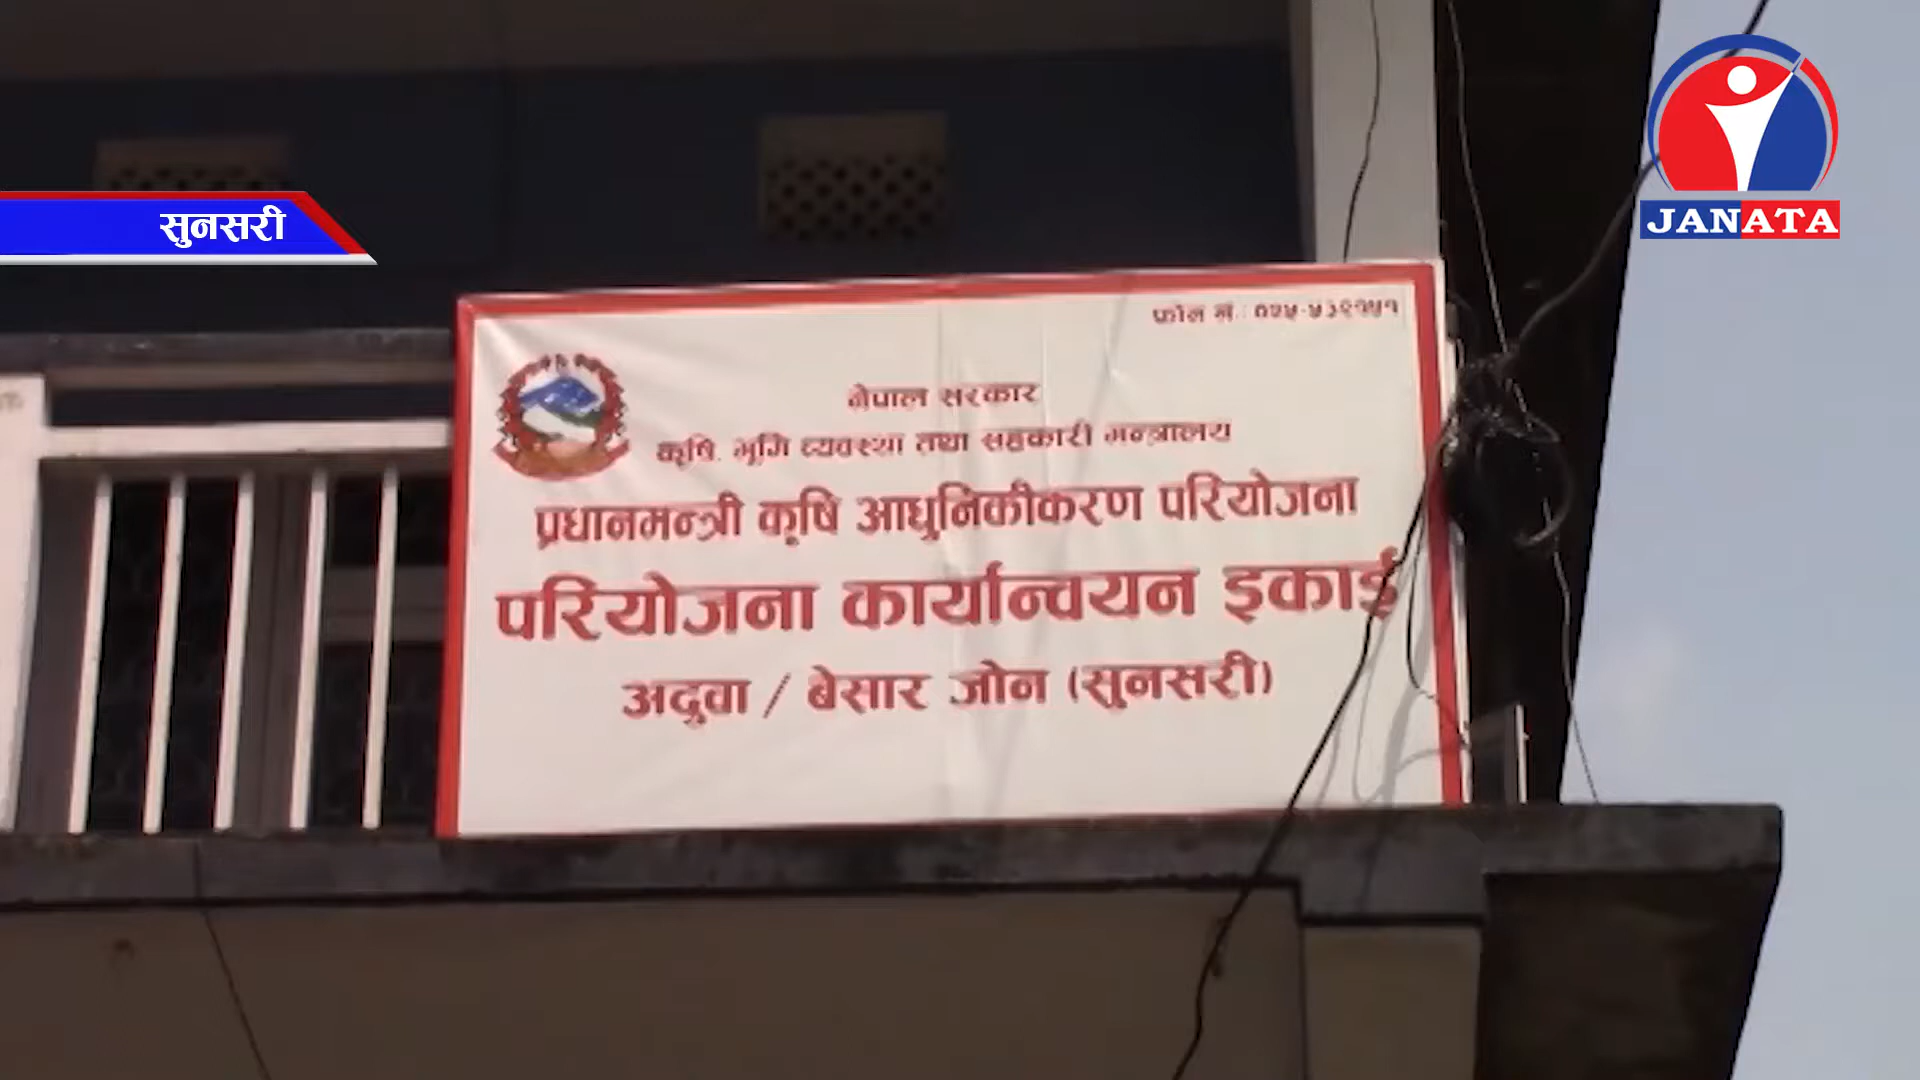 JANATA
सुनसरी
फोन नं.:
नेपाल सरकार
कृषि, भूमि व्यवस्था तथा सहकारी मन्त्रालय
प्रधानमन्त्री कृषि आधुनिकीकरण परियोजना
परियोजना कार्यान्वयन इकाई
अदुवा / बेसार जोन (सुनसरी)